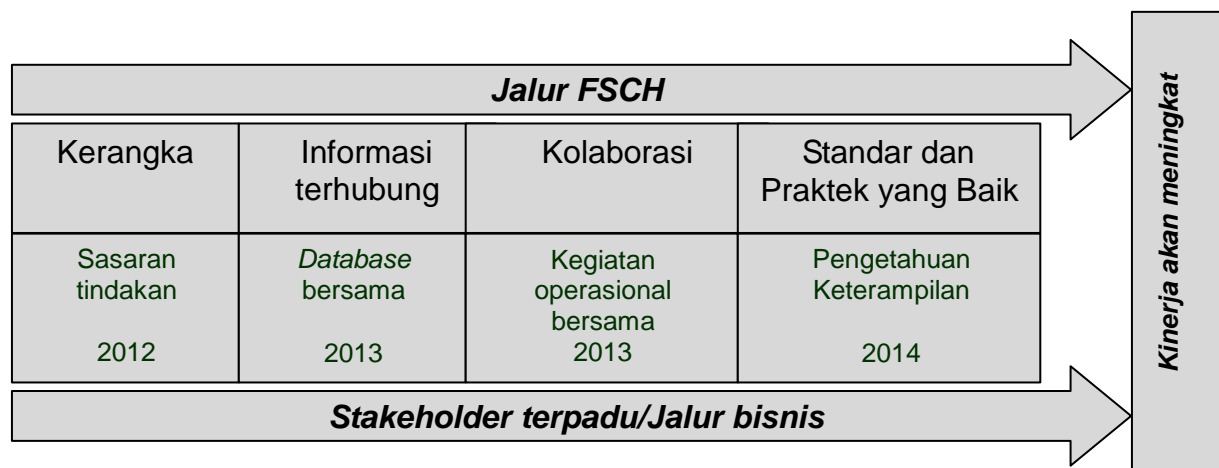 Jalur FSCH
Kerangka
Informasi
terhubung
Kolaborasi
Standar dan
Praktek yang Baik
Sasaran
tindakan
2012
Database
bersama
2013
Kegiatan
operasional
bersama
2013
Pengetahuan
Keterampilan
2014
Stakeholder terpadu/Jalur bisnis
Kinerja akan meningkat